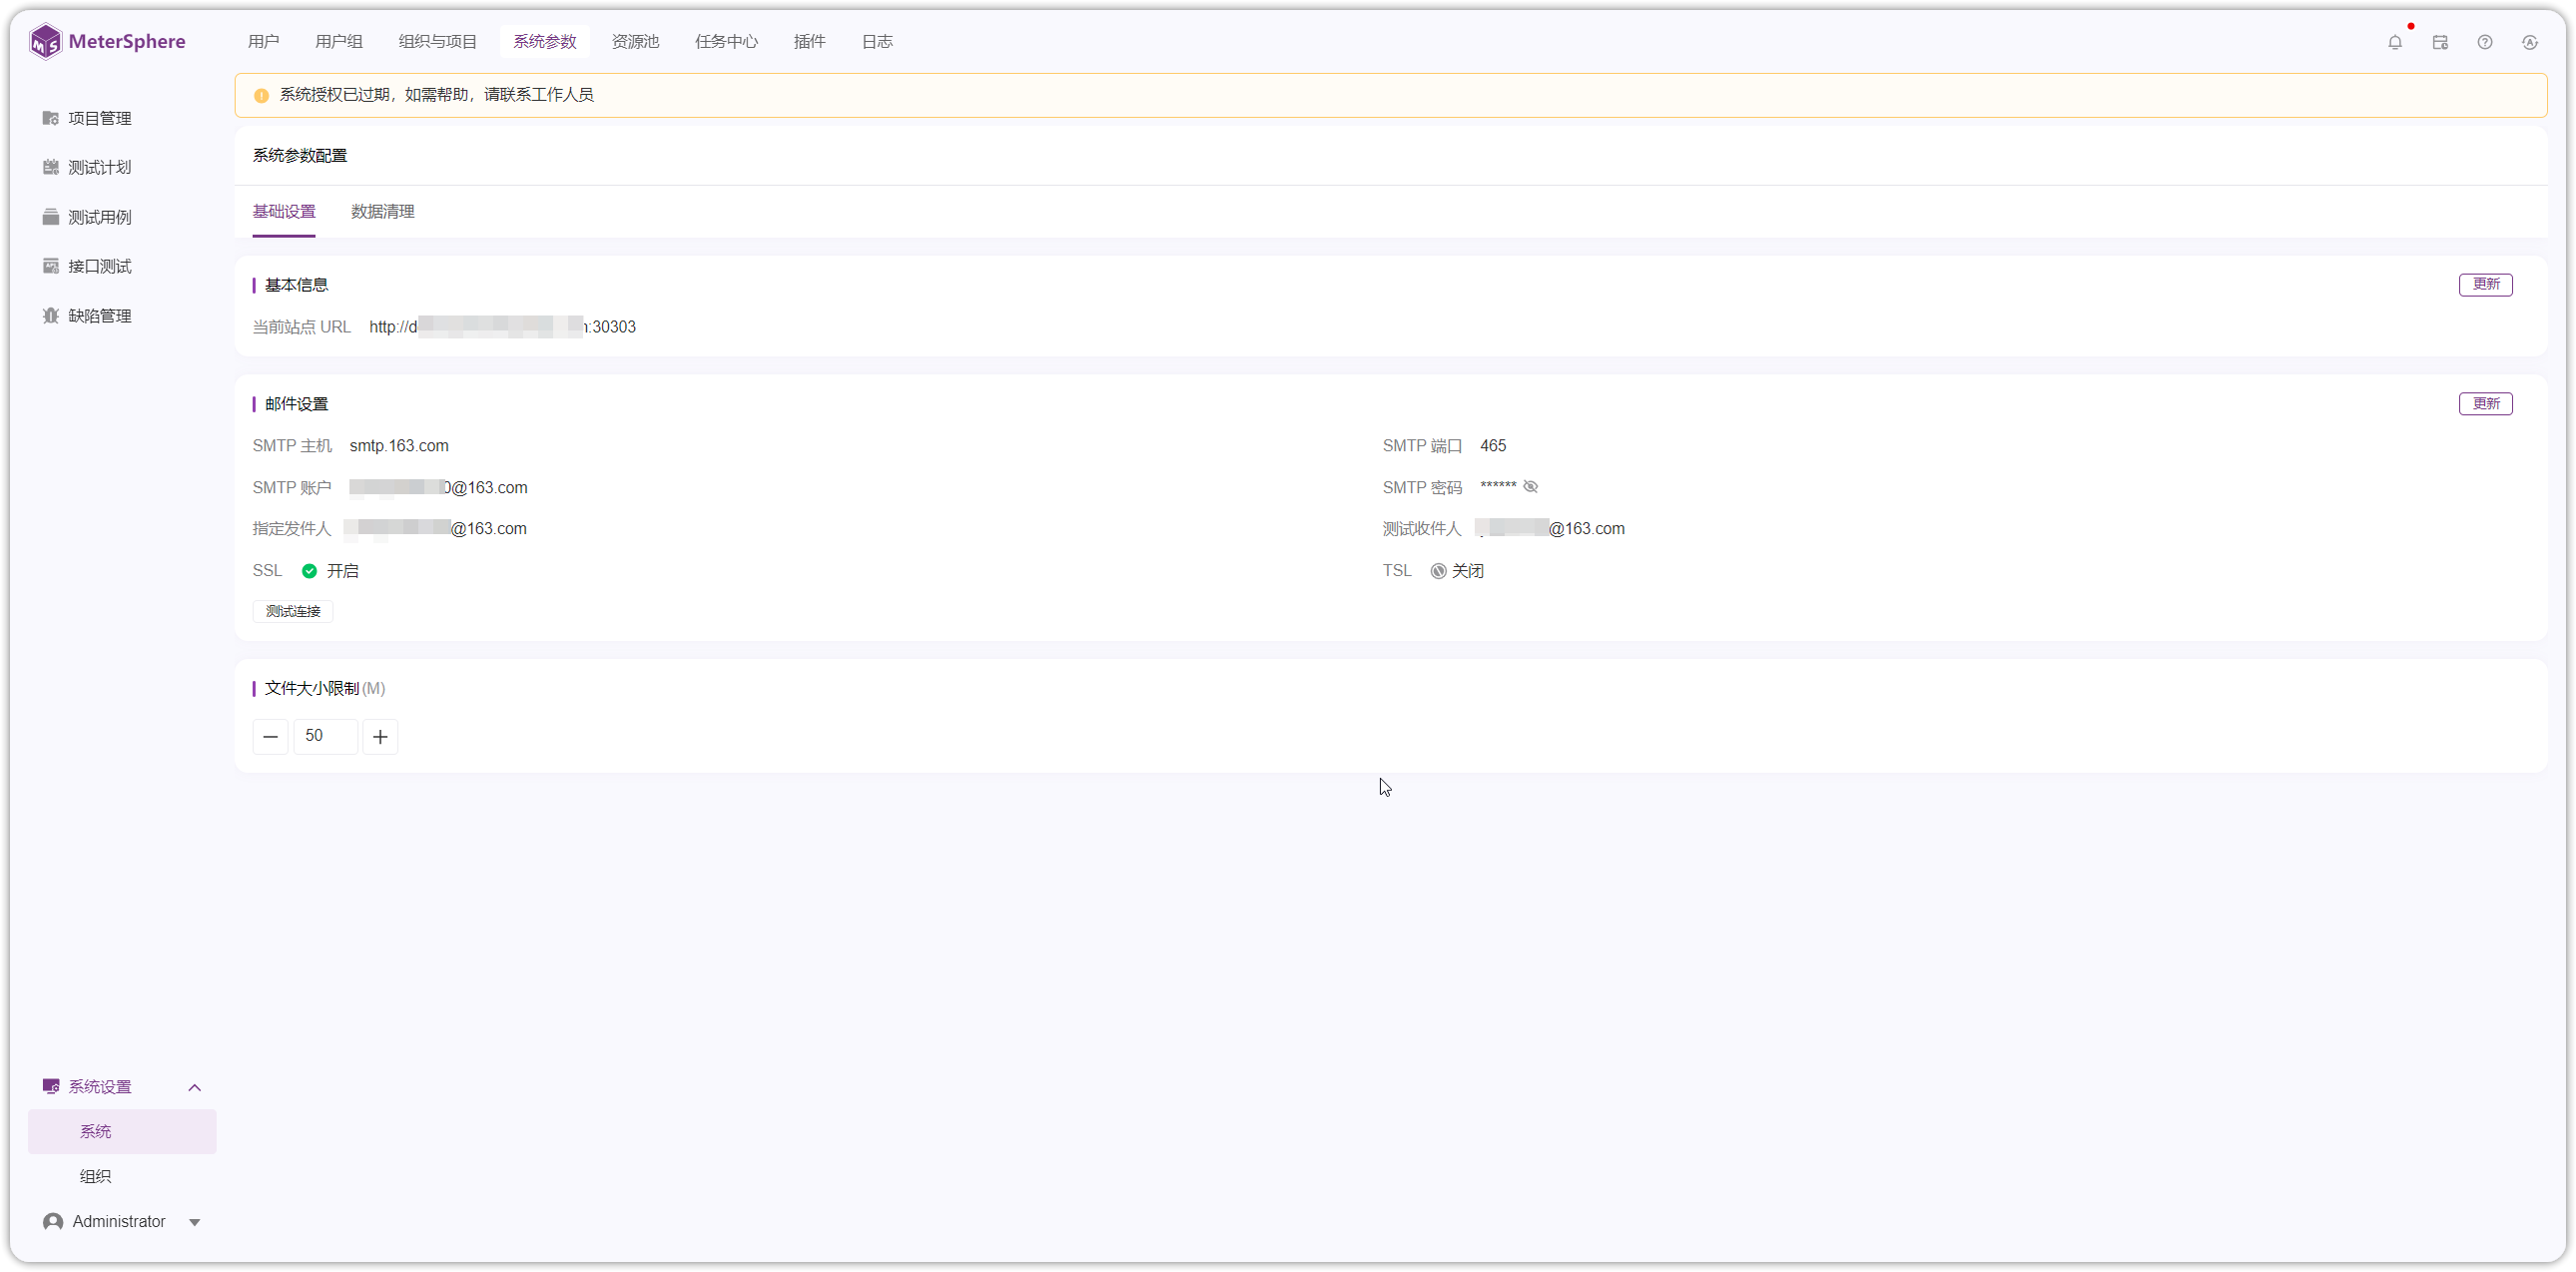 MeterSphere
用户 用户组 组织与项目 系统参数 资源池 任务中心 插件 日志
系统授权已过期，如需帮助，请联系工作人员
项目管理
测试计划
测试用例
接口测试
缺陷管理
系统参数配置
基础设置 数据清理
基本信息 更新
当前站点 URL http://d :30303
邮件设置 更新
SMTP 主机 smtp.163.com SMTP 端口 465
SMTP 账户 0@163.com SMTP 密码 ******
指定发件人 @163.com 测试收件人 @163.com
SSL 开启 TSL 关闭
测试连接
文件大小限制 (M)
50
系统设置
系统
组织
Administrator